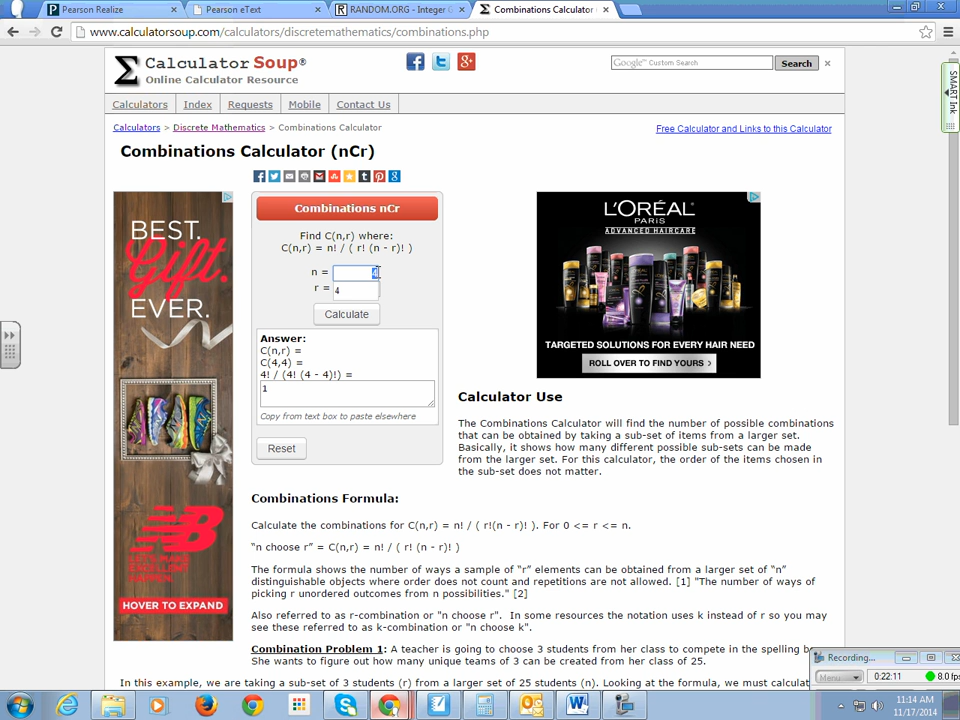 Pearson Realize
Pearson eText
RANDOM.ORG - Integer G
Combinations Calculator
www.calculatorsoup.com/calculators/discretemathematics/combinations.php
Calculator Soup®
Online Calculator Resource
Google™ Custom Search
Search
Calculators
Index
Requests
Mobile
Contact Us
Calculators > Discrete Mathematics > Combinations Calculator
Free Calculator and Links to this Calculator
SMART Ink
Combinations Calculator (nCr)
Combinations nCr
Find C(n,r) where:
C(n,r) = n! / ( r! (n - r)! )
n = 4
r = 4
Calculate
Answer:
C(n,r) =
C(4,4) =
4! / (4! (4 - 4)!) =
1
Copy from text box to paste elsewhere
Reset
BEST.
Gift.
EVER.
NB
LET'S MAKE
EXCELLENT
HAPPEN.
HOVER TO EXPAND
L'ORÉAL
PARIS
ADVANCED HAIRCARE
TARGETED SOLUTIONS FOR EVERY HAIR NEED
ROLL OVER TO FIND YOURS >
Calculator Use
The Combinations Calculator will find the number of possible combinations
that can be obtained by taking a sub-set of items from a larger set.
Basically, it shows how many different possible sub-sets can be made
from the larger set. For this calculator, the order of the items chosen
in the sub-set does not matter.
Combinations Formula:
Calculate the combinations for C(n,r) = n! / ( r!(n - r)! ). For 0 <= r <= n.
"n choose r" = C(n,r) = n! / ( r! (n - r)! )
The formula shows the number of ways a sample of "r" elements can be obtained from a larger set of "n"
distinguishable objects where order does not count and repetitions are not allowed. [1] "The number of ways of
picking r unordered outcomes from n possibilities." [2]
Also referred to as r-combination or "n choose r". In some resources the notation uses k instead of r so you may
see these referred to as k-combination or "n choose k".
Combination Problem 1: A teacher is going to choose 3 students from her class to compete in the spelling b
She wants to figure out how many unique teams of 3 can be created from her class of 25.
In this example, we are taking a sub-set of 3 students (r) from a larger set of 25 students (n). Looking at the formula, we must calculat
Recording...
Menu
0:22:11
8.0 fps
11:14 AM
11/17/2014